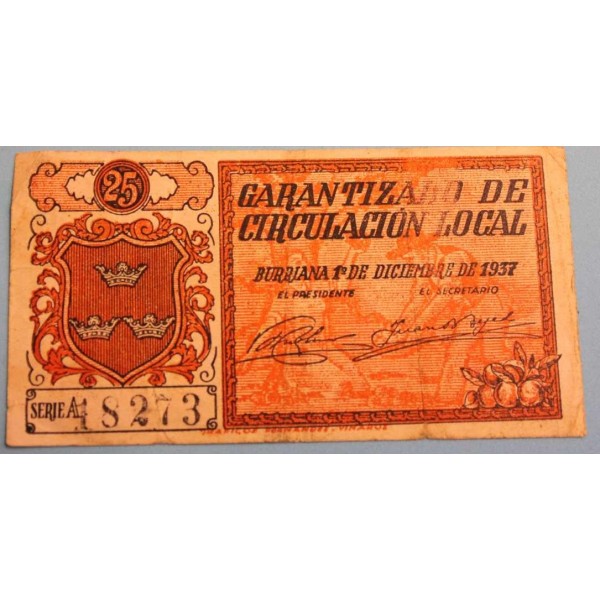 25
GARANTIZADO DE
CIRCULACIÓN LOCAL
BURRIANA 1º DE DICIEMBRE DE 1937
EL PRESIDENTE EL SECRETARIO
SERIE A 18273